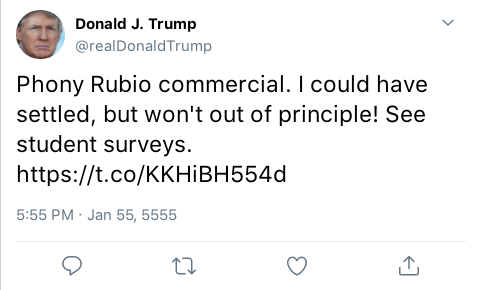 Donald J. Trump
@realDonaldTrump
Phony Rubio commercial. I could have
settled, but won't out of principle! See
student surveys.
https://t.co/KKHiBH554d
5:55 PM · Jan 55, 5555